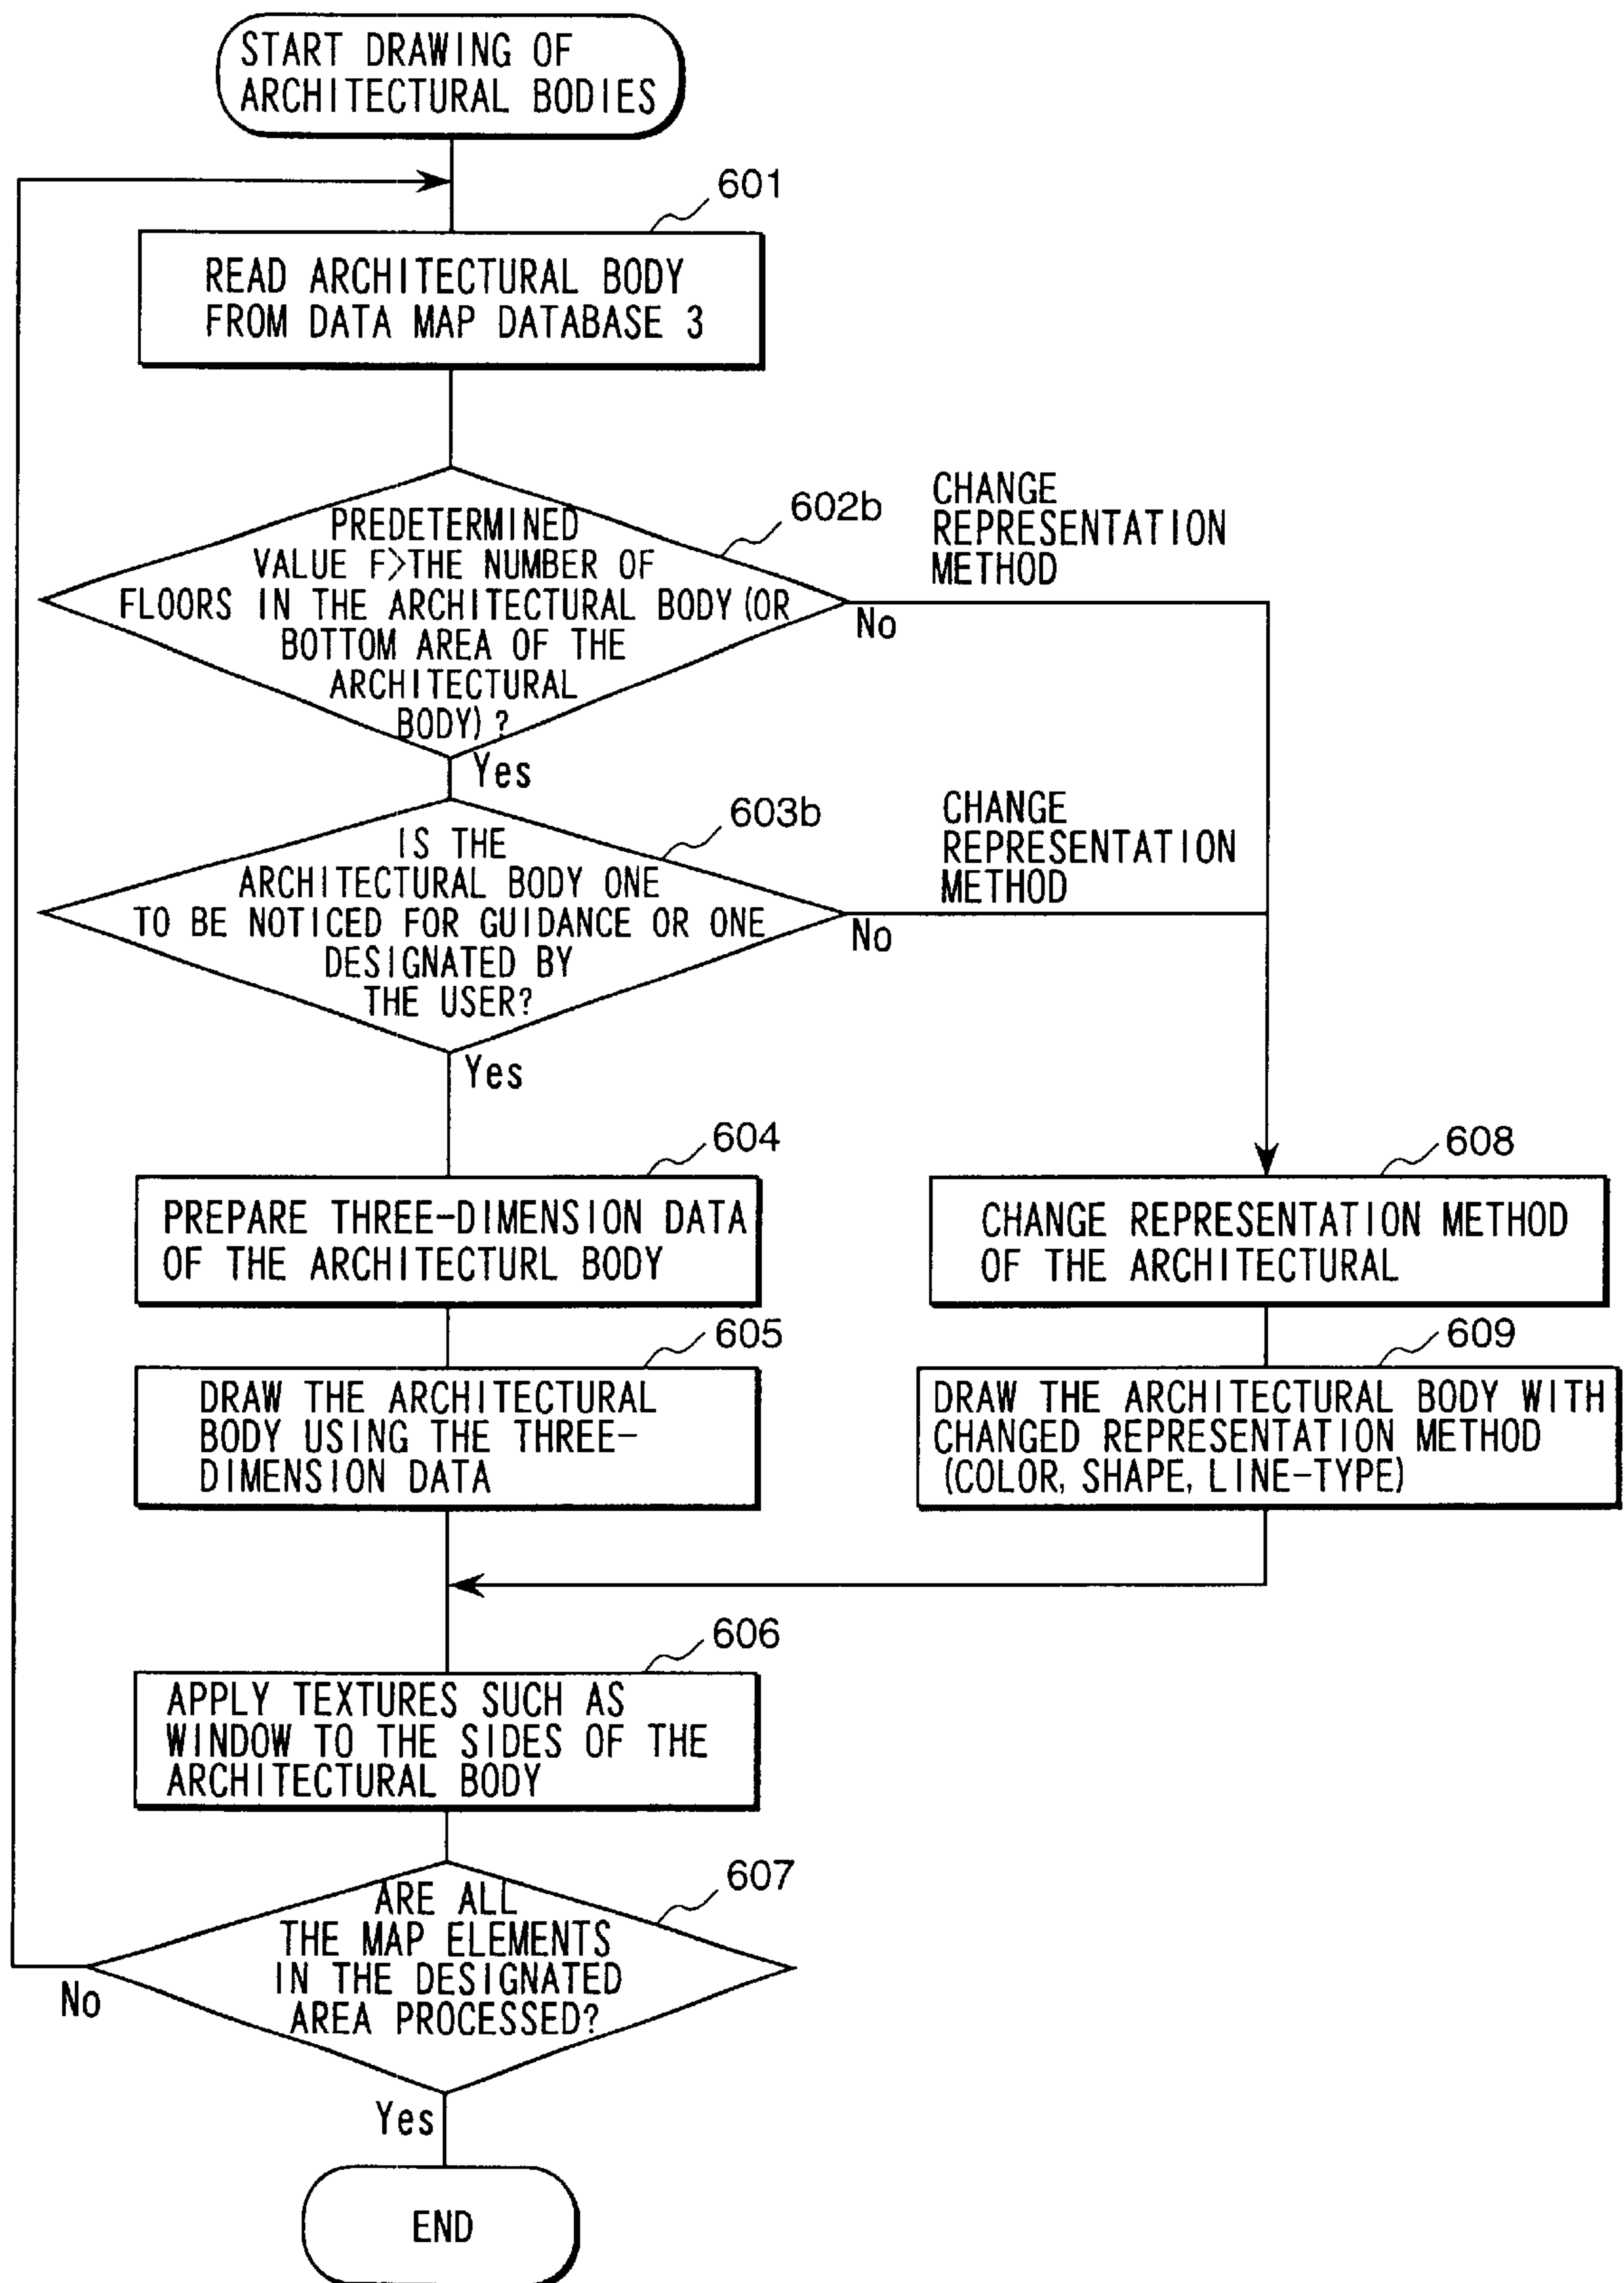 START DRAWING OF
ARCHITECTURAL BODIES
601
READ ARCHITECTURAL BODY
FROM DATA MAP DATABASE 3
602b
PREDETERMINED
VALUE F>THE NUMBER OF
FLOORS IN THE ARCHITECTURAL BODY (OR
BOTTOM AREA OF THE
ARCHITECTURAL
BODY) ?
CHANGE
REPRESENTATION
METHOD
No
Yes
603b
IS THE
ARCHITECTURAL BODY ONE
TO BE NOTICED FOR GUIDANCE OR ONE
DESIGNATED BY
THE USER?
CHANGE
REPRESENTATION
METHOD
No
Yes
604
PREPARE THREE-DIMENSION DATA
OF THE ARCHITECTURL BODY
608
CHANGE REPRESENTATION METHOD
OF THE ARCHITECTURAL
605
DRAW THE ARCHITECTURAL
BODY USING THE THREE-
DIMENSION DATA
609
DRAW THE ARCHITECTURAL BODY WITH
CHANGED REPRESENTATION METHOD
(COLOR, SHAPE, LINE-TYPE)
606
APPLY TEXTURES SUCH AS
WINDOW TO THE SIDES OF THE
ARCHITECTURAL BODY
607
ARE ALL
THE MAP ELEMENTS
IN THE DESIGNATED
AREA PROCESSED?
No
Yes
END